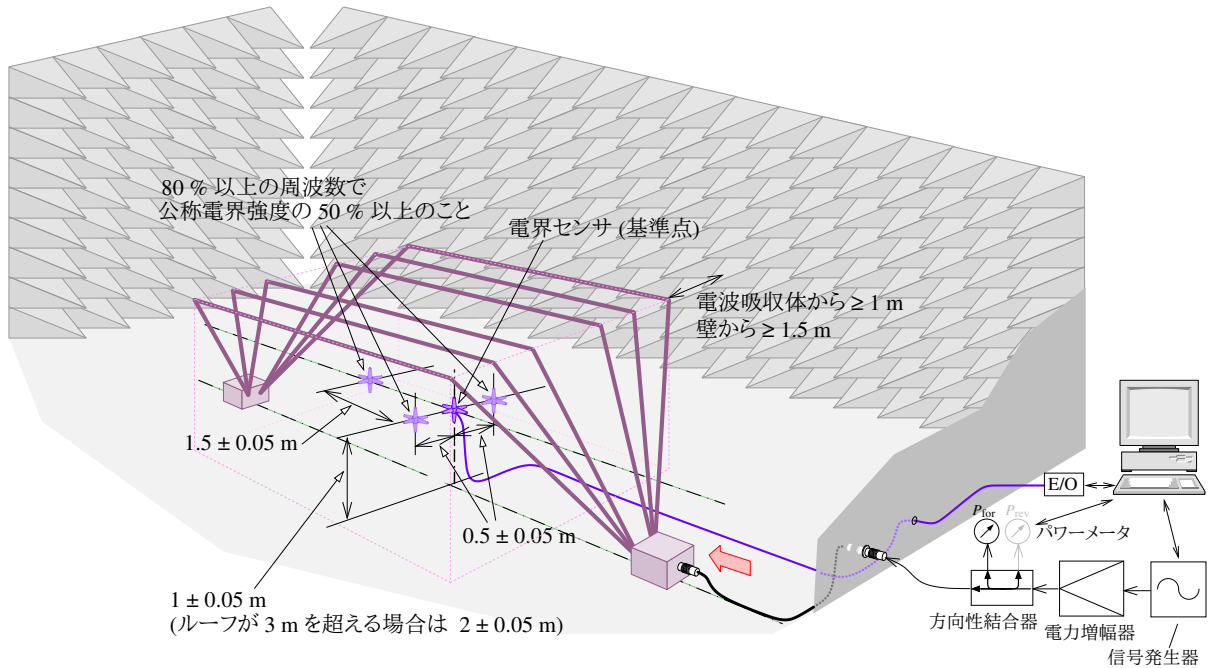 80 % 以上の周波数で
公称電界強度の 50 % 以上のこと
電界センサ (基準点)
電波吸収体から ≥ 1 m
壁から ≥ 1.5 m
1.5 ± 0.05 m
0.5 ± 0.05 m
1 ± 0.05 m
(ルーフが 3 m を超える場合は 2 ± 0.05 m)
E/O
Pfor
Prev
パワーメータ
方向性結合器
電力増幅器
信号発生器